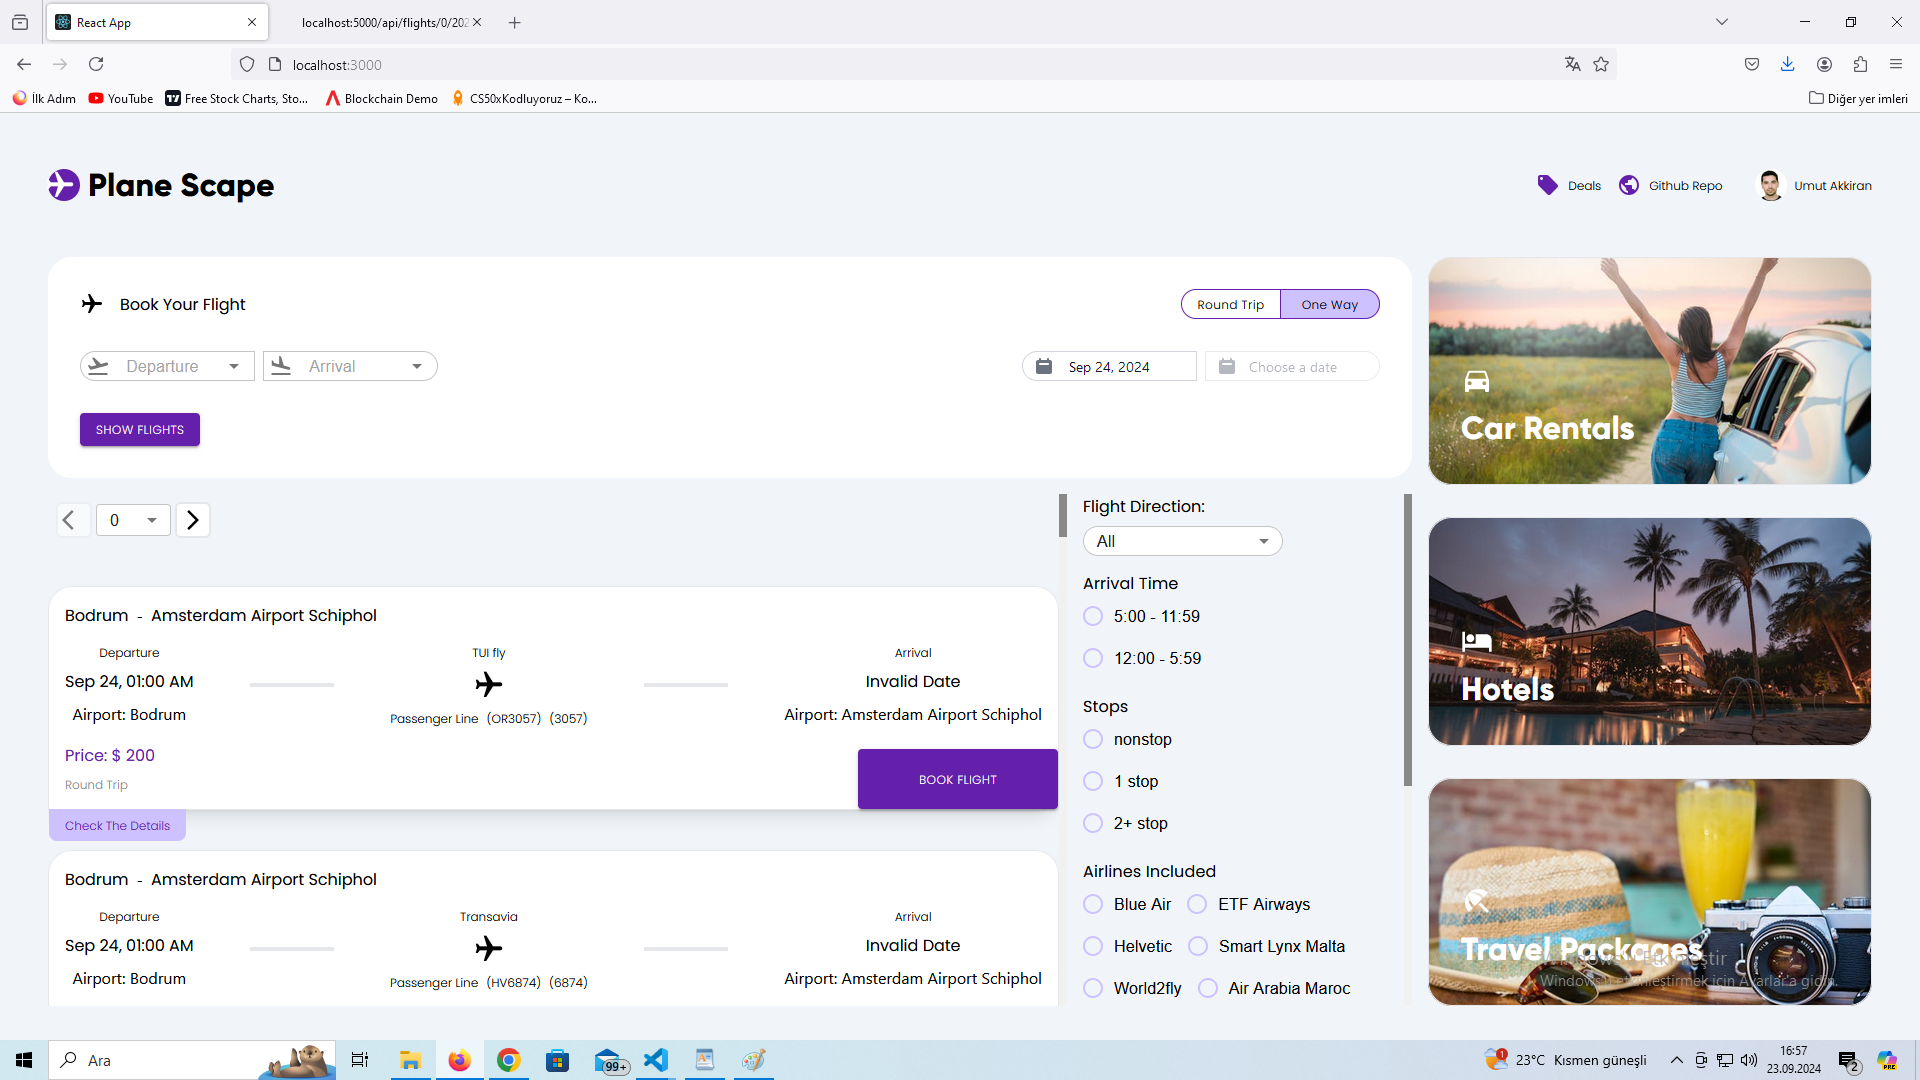 React App
localhost:5000/api/flights/0/202
localhost:3000
İlk Adım
YouTube
Free Stock Charts, Sto...
Blockchain Demo
CS50xKodluyoruz – Ko...
Diğer yer imleri
Plane Scape
Deals
Github Repo
Umut Akkiran
Book Your Flight
Round Trip
One Way
Departure
Arrival
Sep 24, 2024
Choose a date
SHOW FLIGHTS
Car Rentals
Hotels
Travel Packages
0
Bodrum - Amsterdam Airport Schiphol
Departure
TUI fly
Arrival
Sep 24, 01:00 AM
Invalid Date
Airport: Bodrum
Passenger Line (OR3057) (3057)
Airport: Amsterdam Airport Schiphol
Price: $ 200
Round Trip
BOOK FLIGHT
Check The Details
Bodrum - Amsterdam Airport Schiphol
Departure
Transavia
Arrival
Sep 24, 01:00 AM
Invalid Date
Airport: Bodrum
Passenger Line (HV6874) (6874)
Airport: Amsterdam Airport Schiphol
Flight Direction:
All
Arrival Time
5:00 - 11:59
12:00 - 5:59
Stops
nonstop
1 stop
2+ stop
Airlines Included
Blue Air
ETF Airways
Helvetic
Smart Lynx Malta
World2fly
Air Arabia Maroc
Windows'u etkinleştirmek için Ayarlar'a gidin.
Ara
99+
1
23°C Kısmen güneşli
16:57
23.09.2024
2
PRE